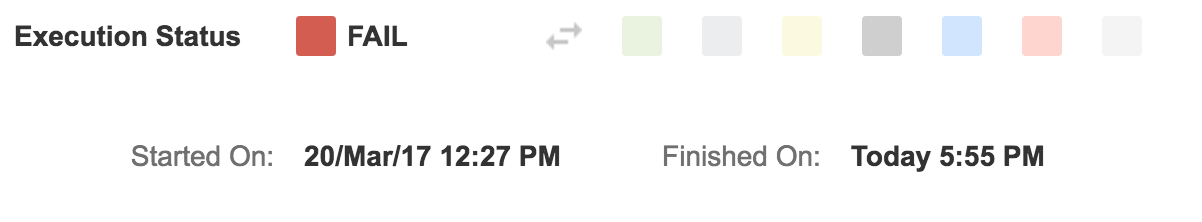 Execution Status FAIL
Started On: 20/Mar/17 12:27 PM Finished On: Today 5:55 PM